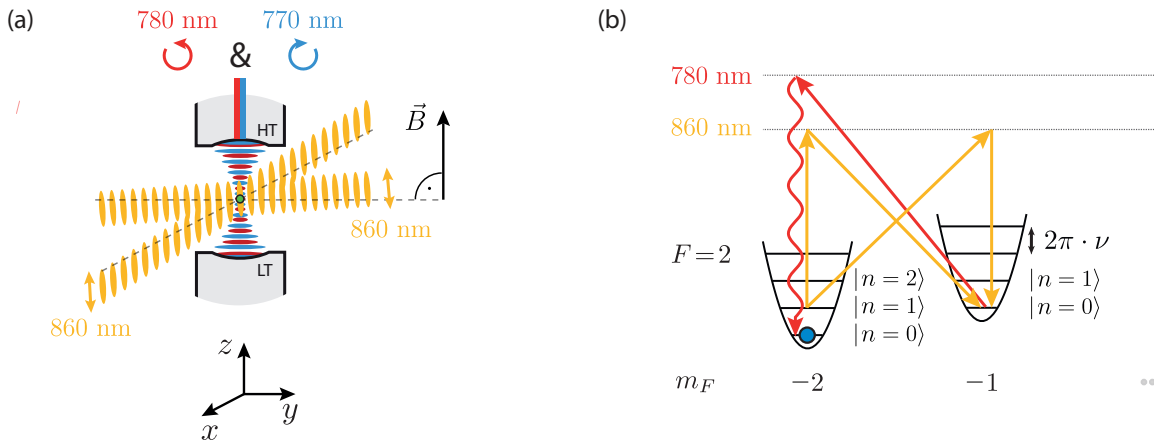 (a)
780 nm
&
770 nm
HT
B⃗
860 nm
LT
860 nm
z
y
x
(b)
780 nm
860 nm
F = 2
2π · ν
|n = 2⟩
|n = 1⟩
|n = 0⟩
|n = 1⟩
|n = 0⟩
m_F
−2
−1